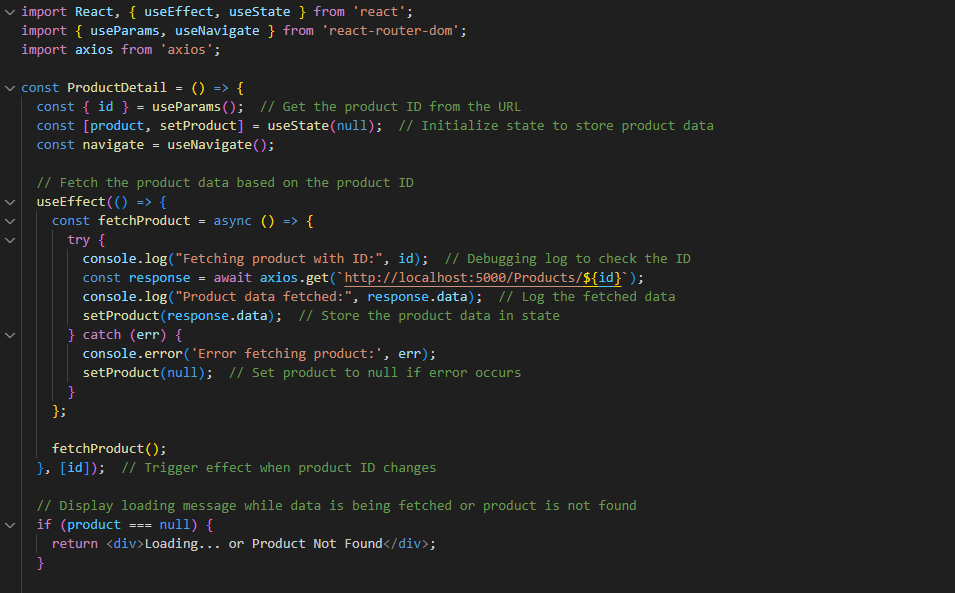 import React, { useEffect, useState } from 'react';
import { useParams, useNavigate } from 'react-router-dom';
import axios from 'axios';
const ProductDetail = () => {
const { id } = useParams();  // Get the product ID from the URL
const [product, setProduct] = useState(null);  // Initialize state to store product data
const navigate = useNavigate();
// Fetch the product data based on the product ID
useEffect(() => {
const fetchProduct = async () => {
try {
console.log("Fetching product with ID:", id);  // Debugging log to check the ID
const response = await axios.get(`http://localhost:5000/Products/${id}`);
console.log("Product data fetched:", response.data);  // Log the fetched data
setProduct(response.data);  // Store the product data in state
} catch (err) {
console.error('Error fetching product:', err);
setProduct(null);  // Set product to null if error occurs
}
};
fetchProduct();
}, [id]);  // Trigger effect when product ID changes
// Display loading message while data is being fetched or product is not found
if (product === null) {
return <div>Loading... or Product Not Found</div>;
}